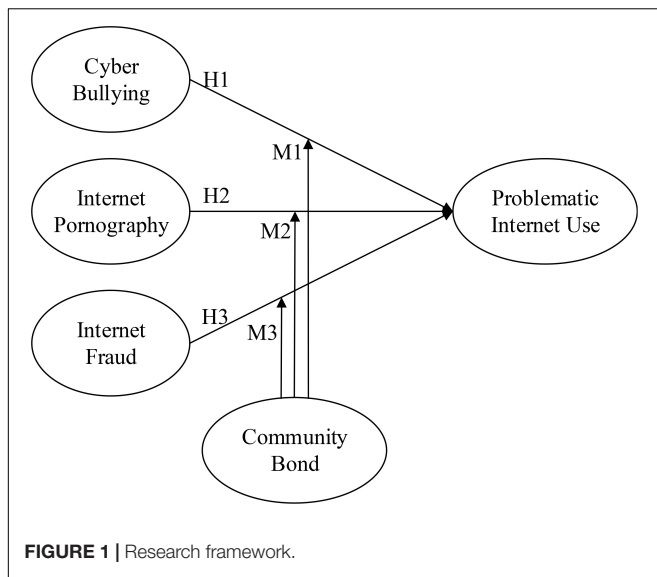 Cyber
Bullying
H1
M1
Internet
Pornography
H2
M2
Problematic
Internet Use
Internet
Fraud
H3
M3
Community
Bond
FIGURE 1 | Research framework.